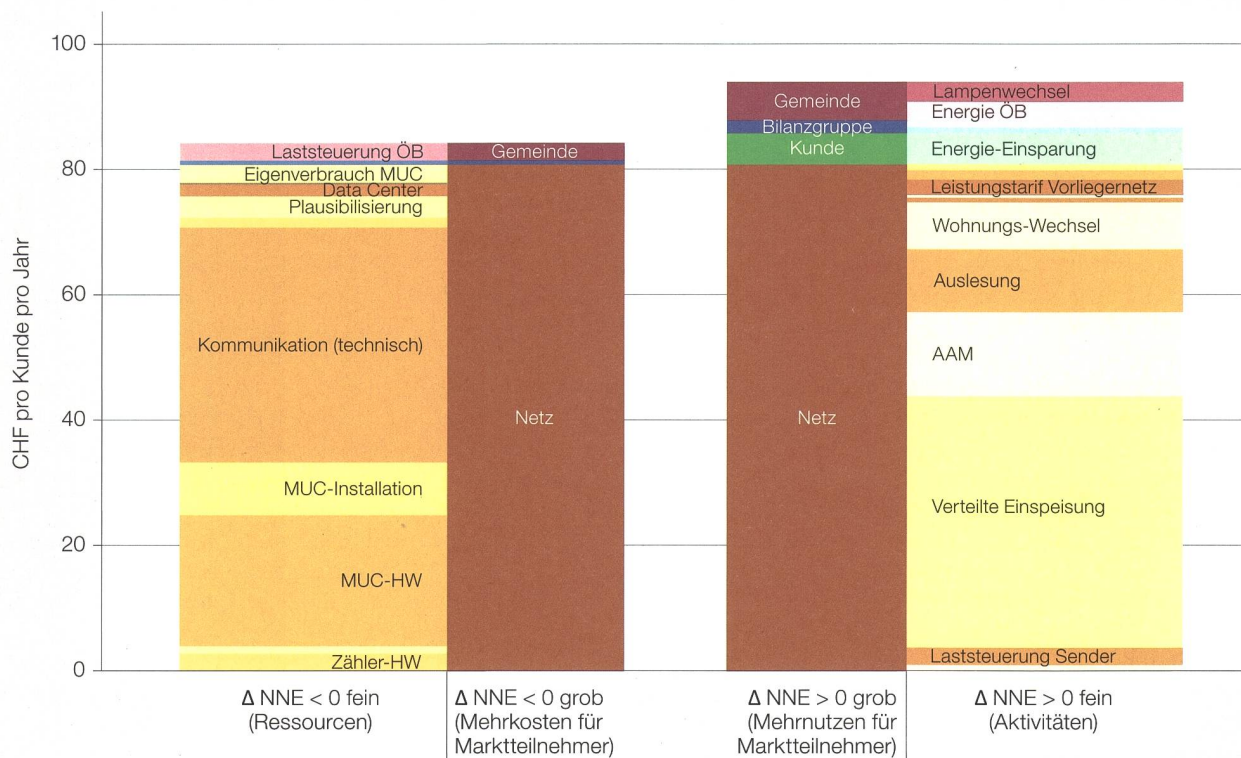 CHF pro Kunde pro Jahr
100
80
60
40
20
0
Laststeuerung ÖB
Eigenverbrauch MUC
Data Center
Plausibilisierung
Kommunikation (technisch)
MUC-Installation
MUC-HW
Zähler-HW
Gemeinde
Netz
Gemeinde
Bilanzgruppe
Kunde
Netz
Lampenwechsel
Energie ÖB
Energie-Einsparung
Leistungstarif Vorliegernetz
Wohnungs-Wechsel
Auslesung
AAM
Verteilte Einspeisung
Laststeuerung Sender
Δ NNE < 0 fein
(Ressourcen)
Δ NNE < 0 grob
(Mehrkosten für
Marktteilnehmer)
Δ NNE > 0 grob
(Mehrnutzen für
Marktteilnehmer)
Δ NNE > 0 fein
(Aktivitäten)